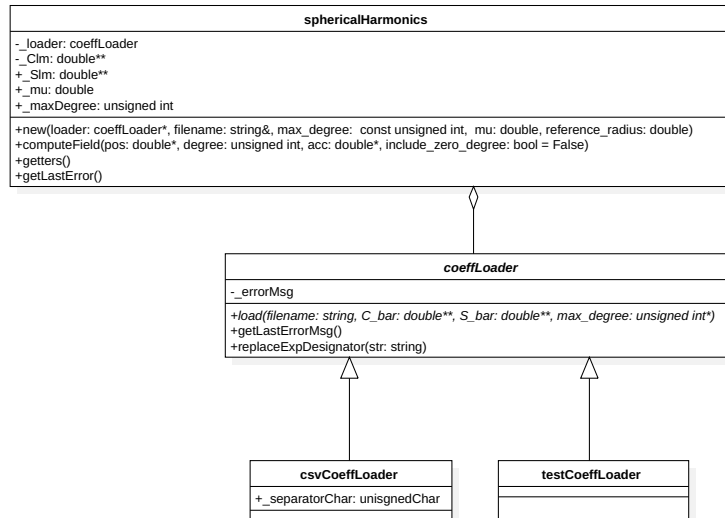 sphericalHarmonics
-_loader: coeffLoader
-_Clm: double**
+_Slm: double**
+_mu: double
+_maxDegree: unsigned int
+new(loader: coeffLoader*, filename: string&, max_degree:  const unsigned int,  mu: double, reference_radius: double)
+computeField(pos: double*, degree: unsigned int, acc: double*, include_zero_degree: bool = False)
+getters()
+getLastError()
coeffLoader
-_errorMsg
+load(filename: string, C_bar: double**, S_bar: double**, max_degree: unsigned int*)
+getLastErrorMsg()
+replaceExpDesignator(str: string)
csvCoeffLoader
+_separatorChar: unisgnedChar
testCoeffLoader